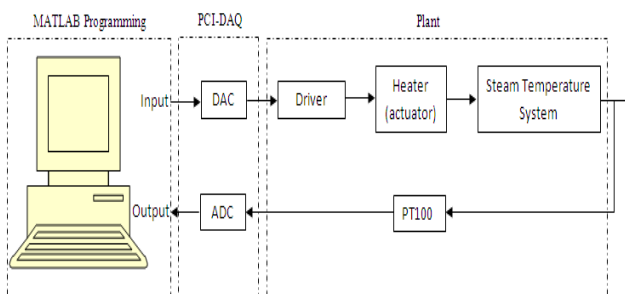 MATLAB Programming
PCI-DAQ
Plant
Input
DAC
Driver
Heater
(actuator)
Steam Temperature
System
Output
ADC
PT100